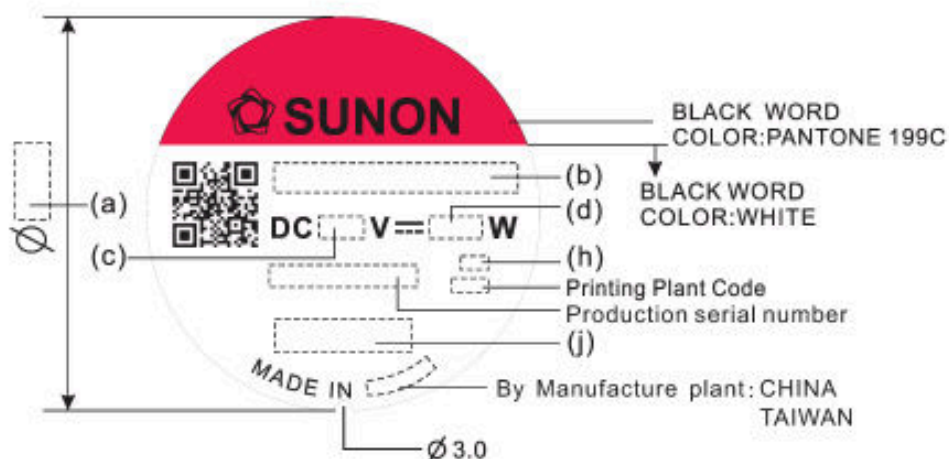 SUNON
BLACK WORD
COLOR:PANTONE 199C
(a)
(b)
BLACK WORD
COLOR:WHITE
DC V W
(d)
(c)
(h)
Printing Plant Code
Production serial number
(j)
MADE IN
By Manufacture plant: CHINA
TAIWAN
Ø
Ø 3.0